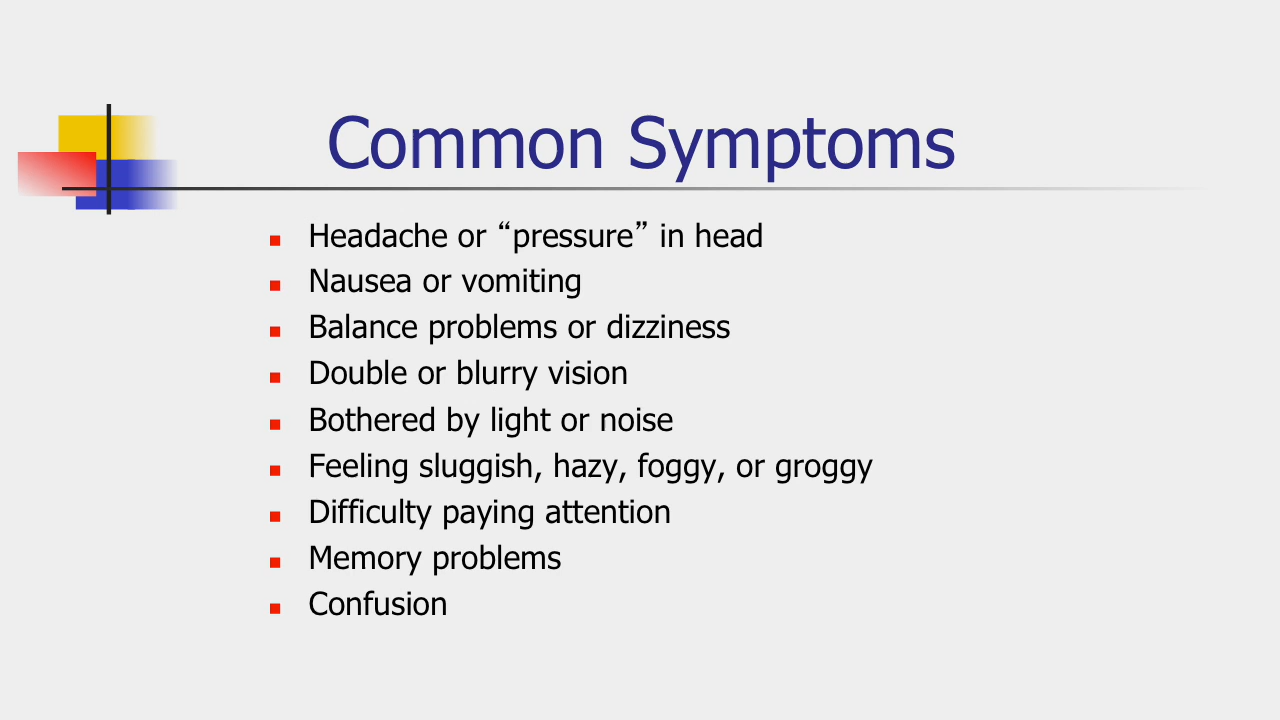 Common Symptoms
Headache or “pressure” in head
Nausea or vomiting
Balance problems or dizziness
Double or blurry vision
Bothered by light or noise
Feeling sluggish, hazy, foggy, or groggy
Difficulty paying attention
Memory problems
Confusion